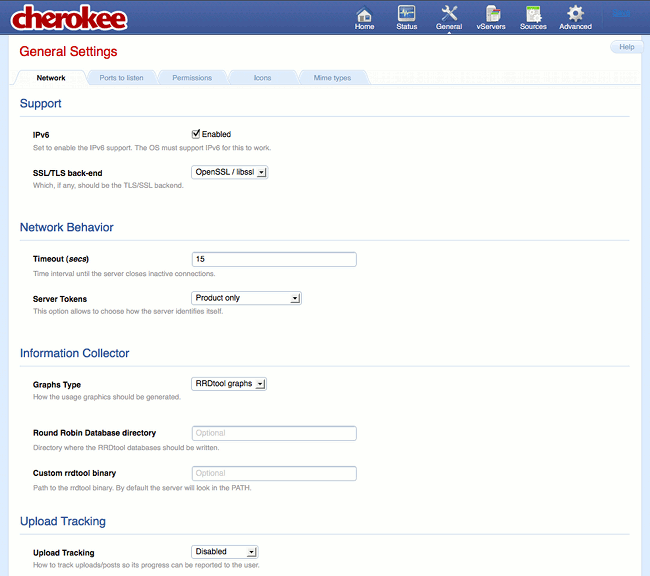 cherokee
Home Status General vServers Sources Advanced
General Settings
Help
Network Ports to listen Permissions Icons Mime types
Support
IPv6 Enabled
Set to enable the IPv6 support. The OS must support IPv6 for this to work.
SSL/TLS back-end OpenSSL / libssl
Which, if any, should be the TLS/SSL backend.
Network Behavior
Timeout (secs) 15
Time interval until the server closes inactive connections.
Server Tokens Product only
This option allows to choose how the server identifies itself.
Information Collector
Graphs Type RRDtool graphs
How the usage graphics should be generated.
Round Robin Database directory Optional
Directory where the RRDtool databases should be written.
Custom rrdtool binary Optional
Path to the rrdtool binary. By default the server will look in the PATH.
Upload Tracking
Upload Tracking Disabled
How to track uploads/posts so its progress can be reported to the user.